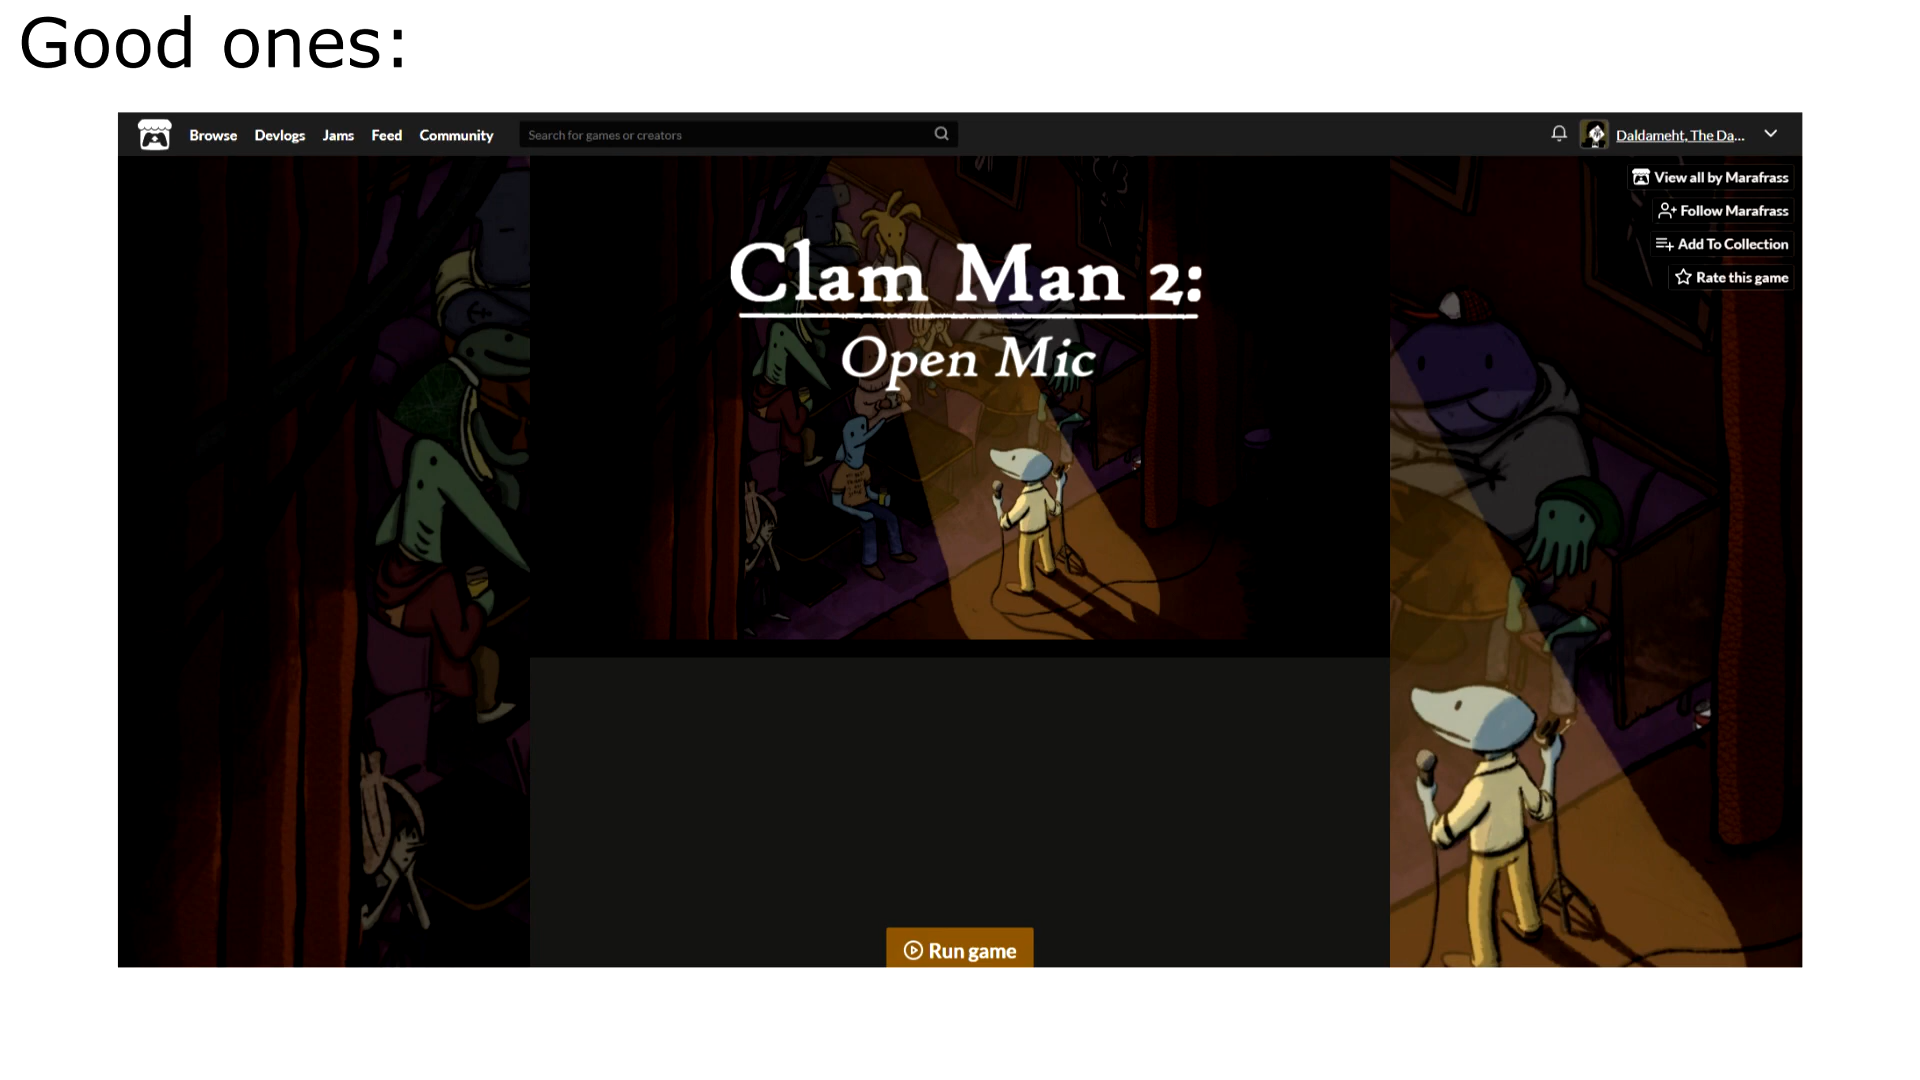 Good ones:
Browse Devlogs Jams Feed Community Search for games or creators Daldameht, The Da...
View all by Marafrass
Follow Marafrass
Add To Collection
Rate this game
Clam Man 2:
Open Mic
Run game